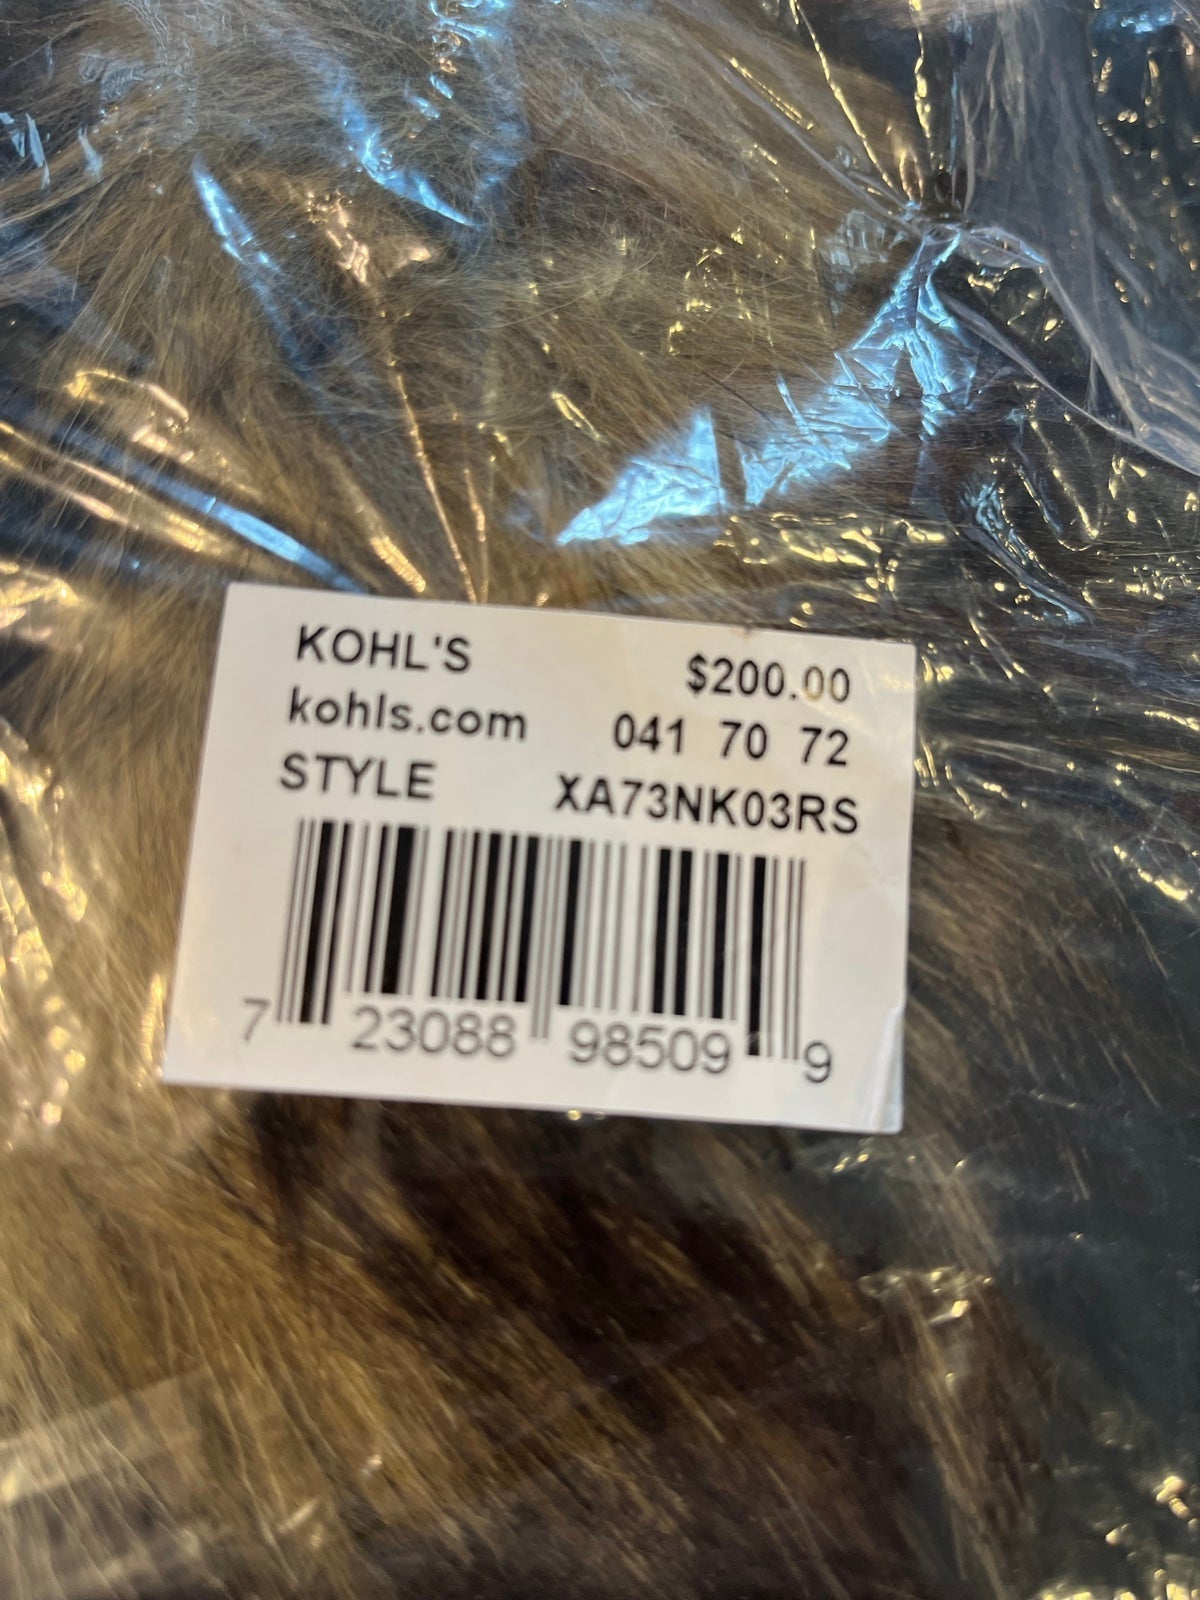 KOHL'S $200.00
kohls.com 041 70 72
STYLE XA73NK03RS
7 23088 98509 9